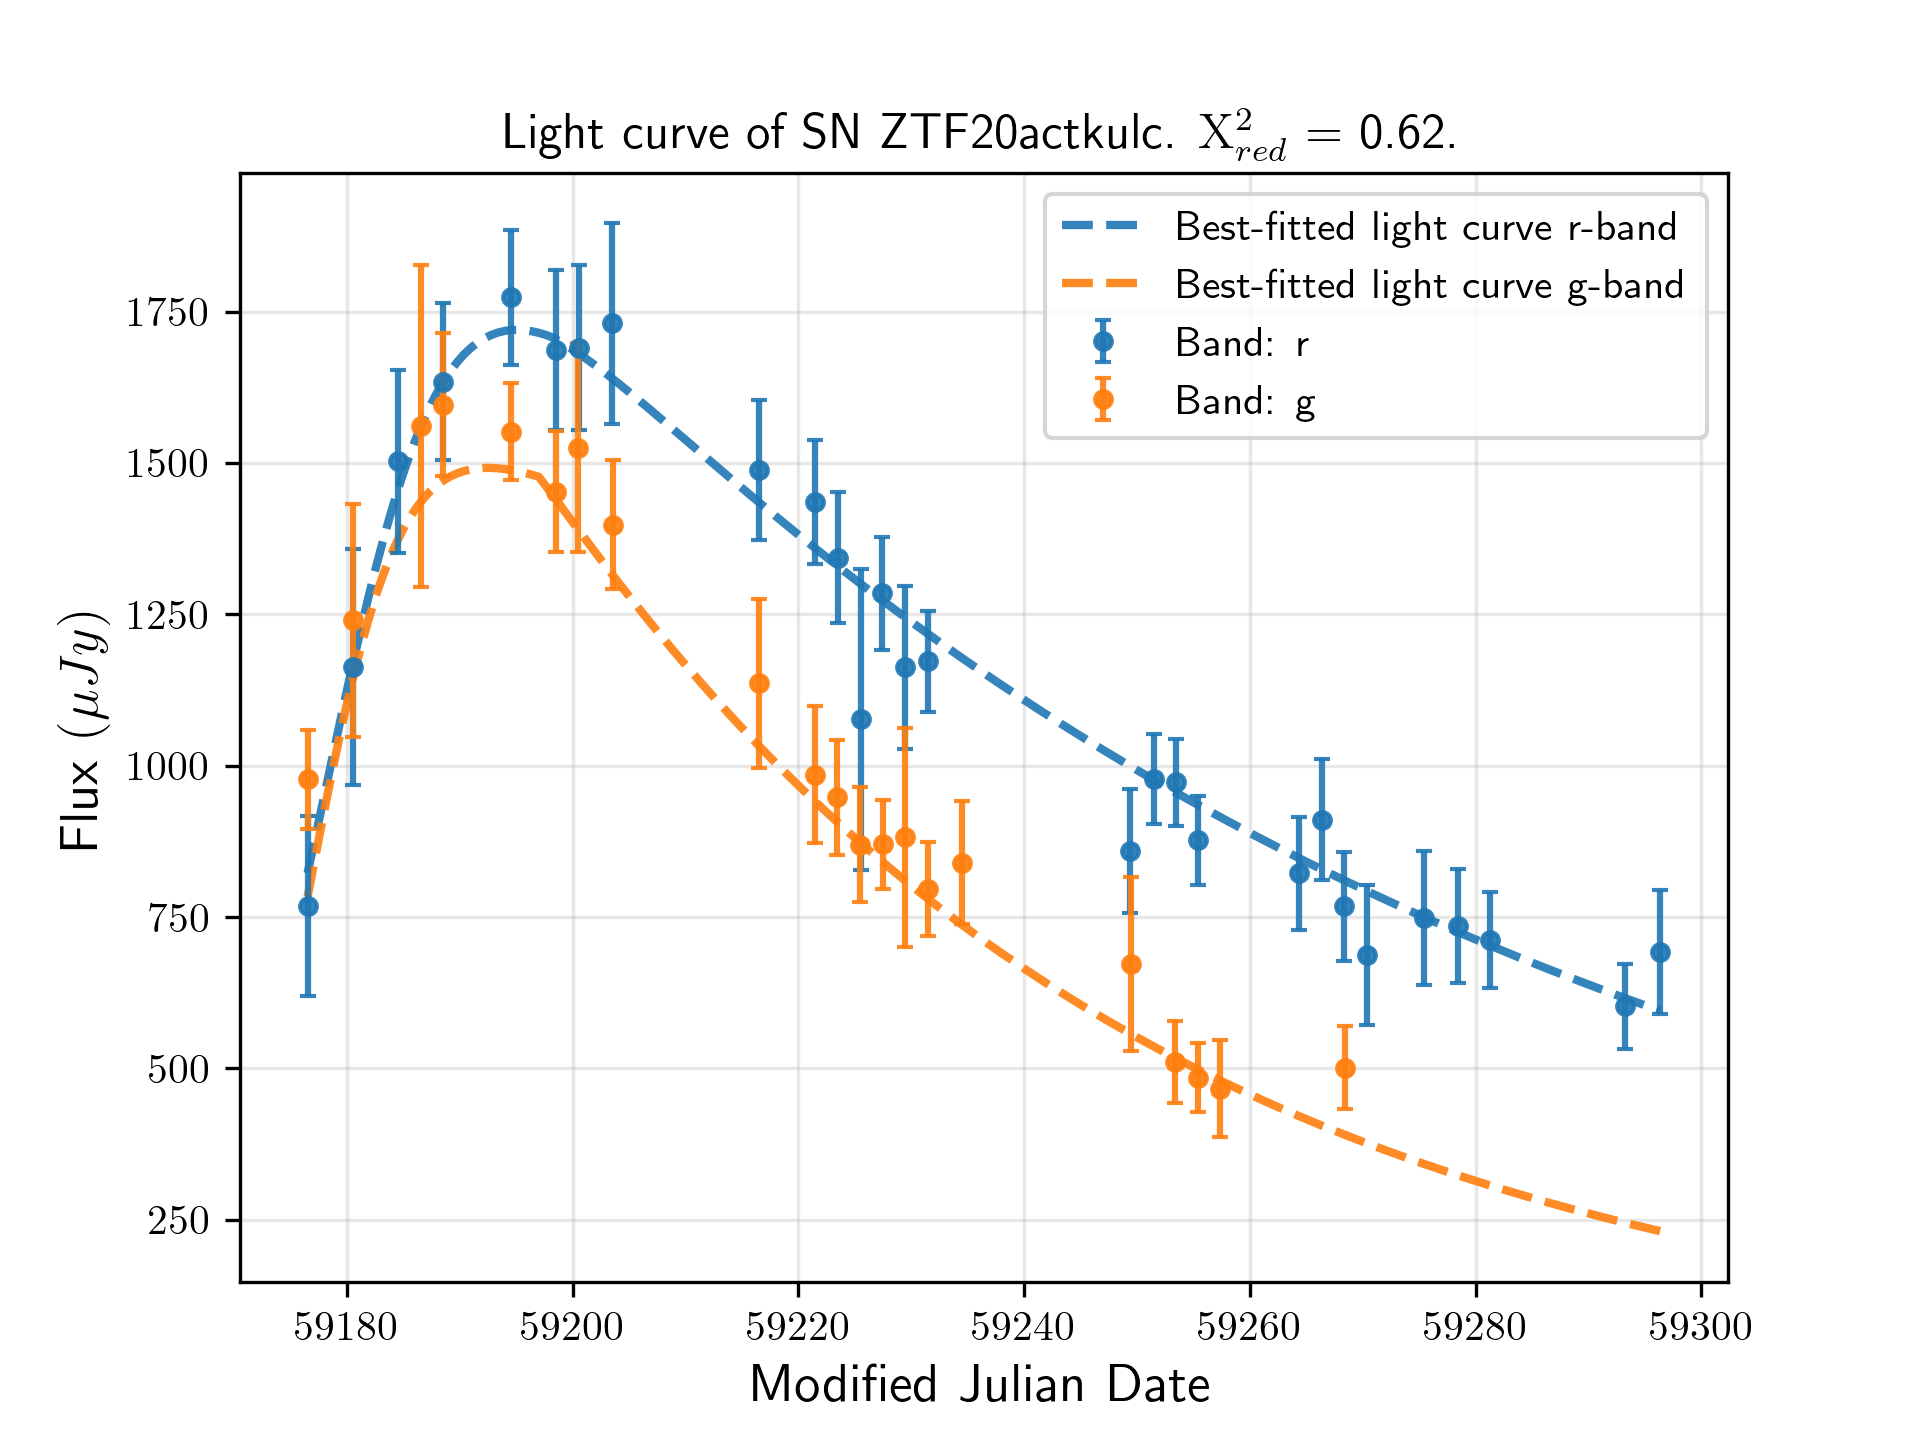 Light curve of SN ZTF20actkulc. X²_red = 0.62.
Best-fitted light curve r-band
Best-fitted light curve g-band
Band: r
Band: g
Flux (μJy)
1750
1500
1250
1000
750
500
250
59180 59200 59220 59240 59260 59280 59300
Modified Julian Date